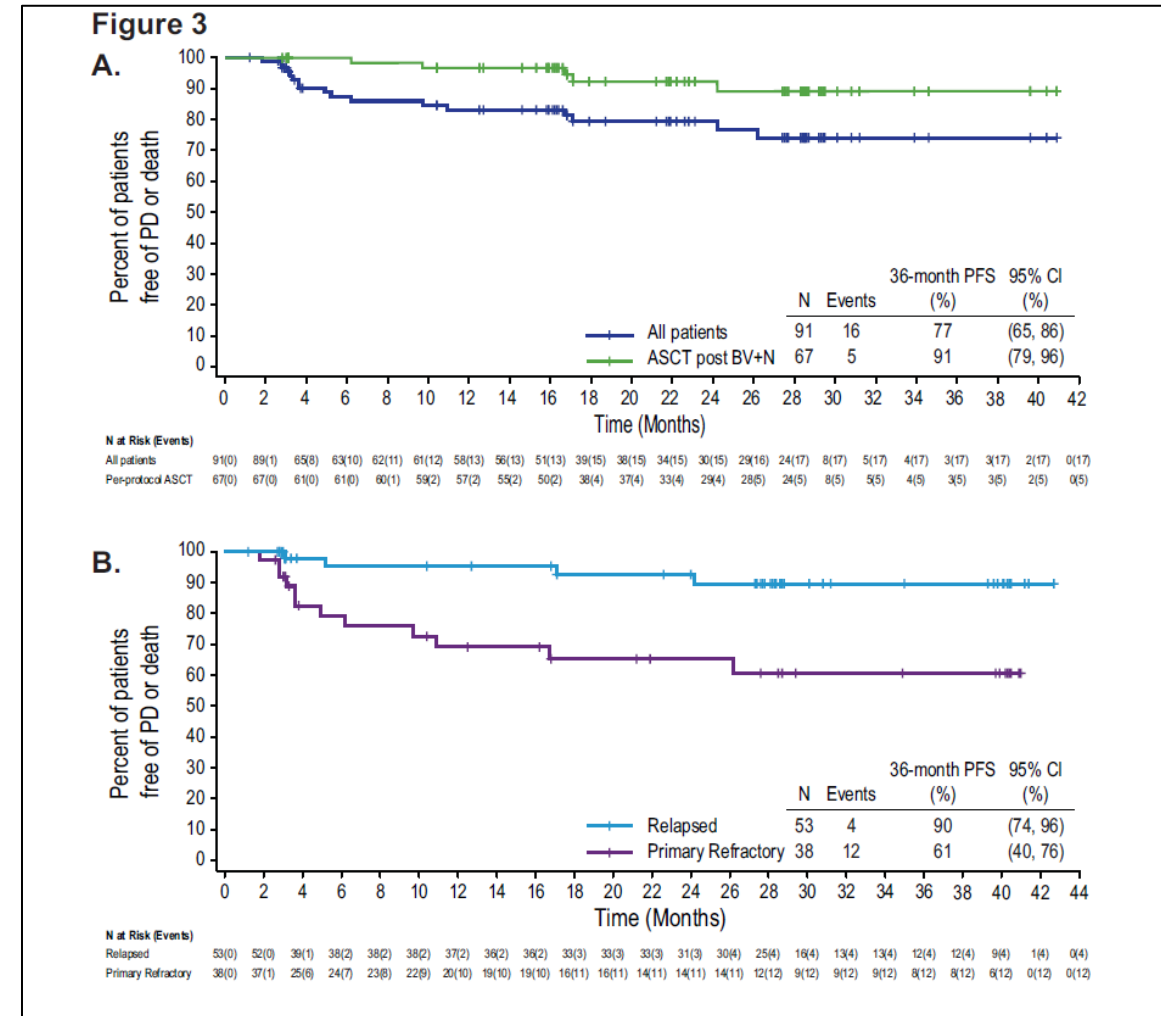 Figure 3
A.
Percent of patients
free of PD or death
100
90
80
70
60
50
40
30
20
10
0
36-month PFS 95% CI
N Events (%) (%)
All patients 91 16 77 (65, 86)
ASCT post BV+N 67 5 91 (79, 96)
0 2 4 6 8 10 12 14 16 18 20 22 24 26 28 30 32 34 36 38 40 42
Time (Months)
N at Risk (Events)
All patients 91(0) 89(1) 65(8) 63(10) 62(11) 61(12) 58(13) 56(13) 51(13) 39(15) 38(15) 34(15) 30(15) 29(16) 24(17) 8(17) 5(17) 4(17) 3(17) 3(17) 2(17) 0(17)
Per-protocol ASCT 67(0) 67(0) 61(0) 61(0) 60(1) 59(2) 57(2) 55(2) 50(2) 38(4) 37(4) 33(4) 29(4) 28(5) 24(5) 8(5) 5(5) 4(5) 3(5) 3(5) 2(5) 0(5)
B.
Percent of patients
free of PD or death
100
90
80
70
60
50
40
30
20
10
0
36-month PFS 95% CI
N Events (%) (%)
Relapsed 53 4 90 (74, 96)
Primary Refractory 38 12 61 (40, 76)
0 2 4 6 8 10 12 14 16 18 20 22 24 26 28 30 32 34 36 38 40 42 44
Time (Months)
N at Risk (Events)
Relapsed 53(0) 52(0) 39(1) 38(2) 38(2) 38(2) 37(2) 36(2) 36(2) 33(3) 33(3) 33(3) 31(3) 30(4) 25(4) 16(4) 13(4) 13(4) 12(4) 12(4) 9(4) 1(4) 0(4)
Primary Refractory 38(0) 37(1) 25(6) 24(7) 23(8) 22(9) 20(10) 19(10) 19(10) 16(11) 16(11) 14(11) 14(11) 14(11) 12(12) 9(12) 9(12) 9(12) 8(12) 8(12) 6(12) 0(12) 0(12)